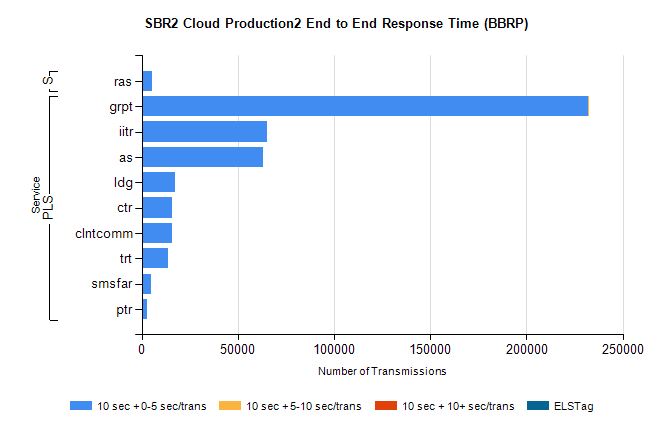 SBR2 Cloud Production2 End to End Response Time (BBRP)
S
ras
grpt
iitr
as
ldg
ctr
clntcomm
trt
smsfar
ptr
Service
PLS
0 50000 100000 150000 200000 250000
Number of Transmissions
10 sec +0-5 sec/trans 10 sec +5-10 sec/trans 10 sec + 10+ sec/trans ELSTag